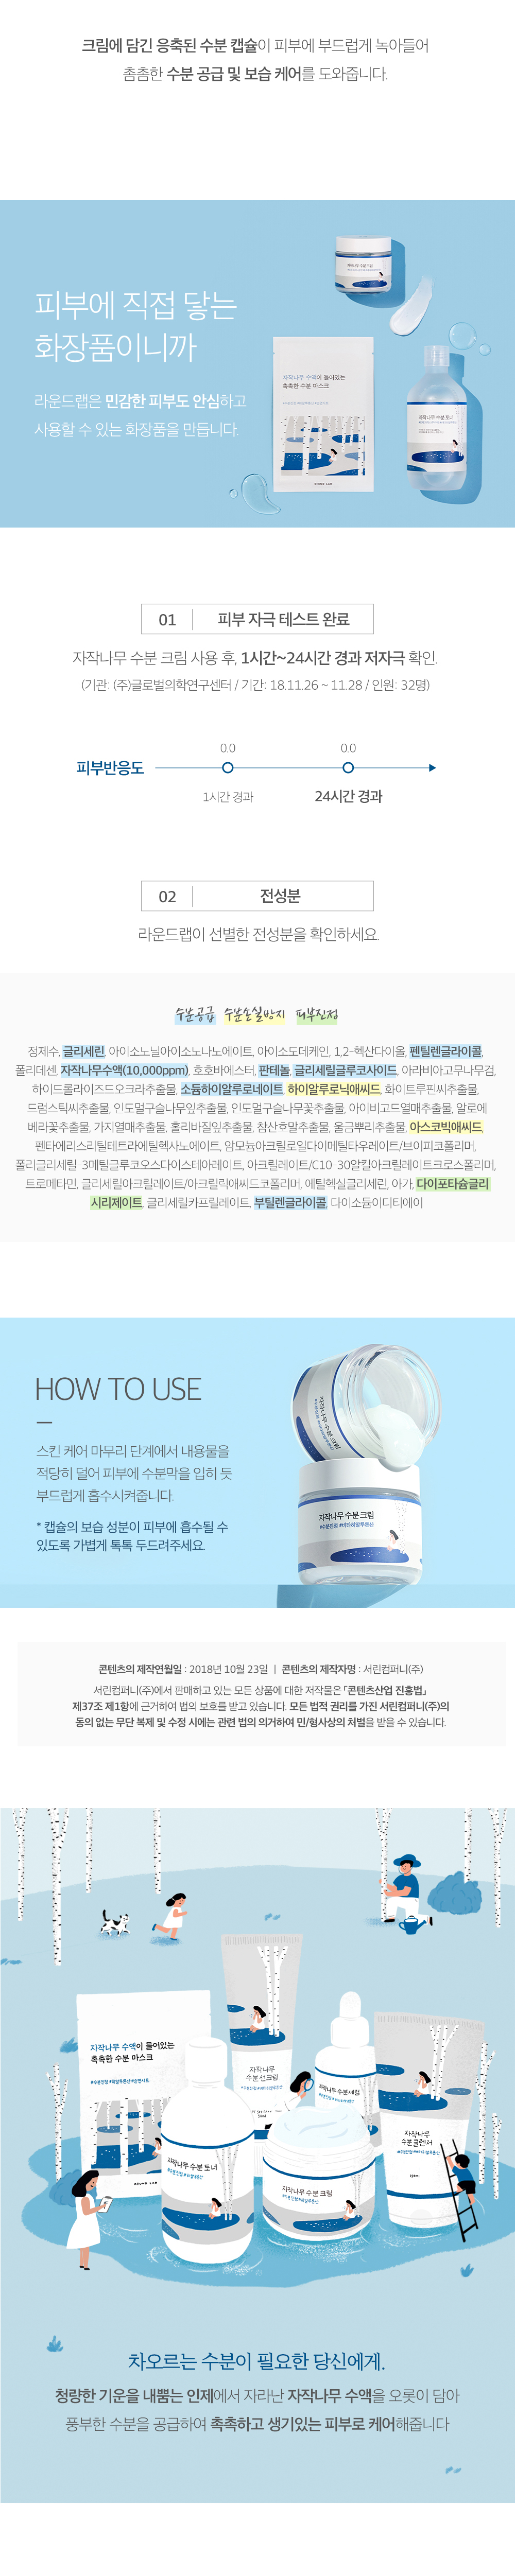 크림에 담긴 응축된 수분 캡슐이 피부에 부드럽게 녹아들어
촘촘한 수분 공급 및 보습 케어를 도와줍니다.
피부에 직접 닿는
화장품이니까
라운드랩은 민감한 피부도 안심하고
사용할 수 있는 화장품을 만듭니다.
자작나무 수분 크림
자작나무 수액이 들어있는
촉촉한 수분 마스크
자작나무 수분 토너
ROUND LAB
01 피부 자극 테스트 완료
자작나무 수분 크림 사용 후, 1시간~24시간 경과 저자극 확인.
(기관: (주)글로벌의학연구센터 / 기간: 18.11.26 ~ 11.28 / 인원: 32명)
0.0 0.0
피부반응도
1시간 경과 24시간 경과
02 전성분
라운드랩이 선별한 전성분을 확인하세요.
수분공급 수분손실방지 피부진정
정제수, 글리세린, 아이소노닐아이소노나노에이트, 아이소도데케인, 1,2-헥산다이올, 펜틸렌글라이콜,
폴리데센, 자작나무수액(10,000ppm), 호호바에스터, 판테놀, 글리세릴글루코사이드, 아라비아고무나무검,
하이드롤라이즈드오크라추출물, 소듐하이알루로네이트, 하이알루로닉애씨드, 화이트루핀씨추출물,
드럼스틱씨추출물, 인도멀구슬나무잎추출물, 인도멀구슬나무꽃추출물, 아이비고드열매추출물, 알로에
베라꽃추출물, 가지열매추출물, 홀리바질잎추출물, 참산호말추출물, 울금뿌리추출물, 아스코빅애씨드,
펜타에리스리틸테트라에틸헥사노에이트, 암모늄아크릴로일다이메틸타우레이트/브이피코폴리머,
폴리글리세릴-3메틸글루코오스다이스테아레이트, 아크릴레이트/C10-30알킬아크릴레이트크로스폴리머,
트로메타민, 글리세릴아크릴레이트/아크릴릭애씨드코폴리머, 에틸헥실글리세린, 아가, 다이포타슘글리
시리제이트, 글리세릴카프릴레이트, 부틸렌글라이콜, 다이소듐이디티에이
HOW TO USE
스킨 케어 마무리 단계에서 내용물을
적당히 덜어 피부에 수분막을 입히 듯
부드럽게 흡수시켜줍니다.
* 캡슐의 보습 성분이 피부에 흡수될 수
있도록 가볍게 톡톡 두드려주세요.
자작나무 수분 크림
자작나무 수분 크림
#수분진정 #히아루알루론산
콘텐츠의 제작연월일 : 2018년 10월 23일 ㅣ 콘텐츠의 제작자명 : 서린컴퍼니(주)
서린컴퍼니(주)에서 판매하고 있는 모든 상품에 대한 저작물은 「콘텐츠산업 진흥법」
제37조 제1항에 근거하여 법의 보호를 받고 있습니다. 모든 법적 권리를 가진 서린컴퍼니(주)의
동의 없는 무단 복제 및 수정 시에는 관련 법의 의거하여 민/형사상의 처벌을 받을 수 있습니다.
자작나무 수액이 들어있는
촉촉한 수분 마스크
자작나무
수분 선크림
자작나무 수분 세럼
자작나무 수분 토너
자작나무 수분 크림
자작나무
수분 클렌저
ROUND LAB
차오르는 수분이 필요한 당신에게.
청량한 기운을 내뿜는 인제에서 자라난 자작나무 수액을 오롯이 담아
풍부한 수분을 공급하여 촉촉하고 생기있는 피부로 케어해줍니다